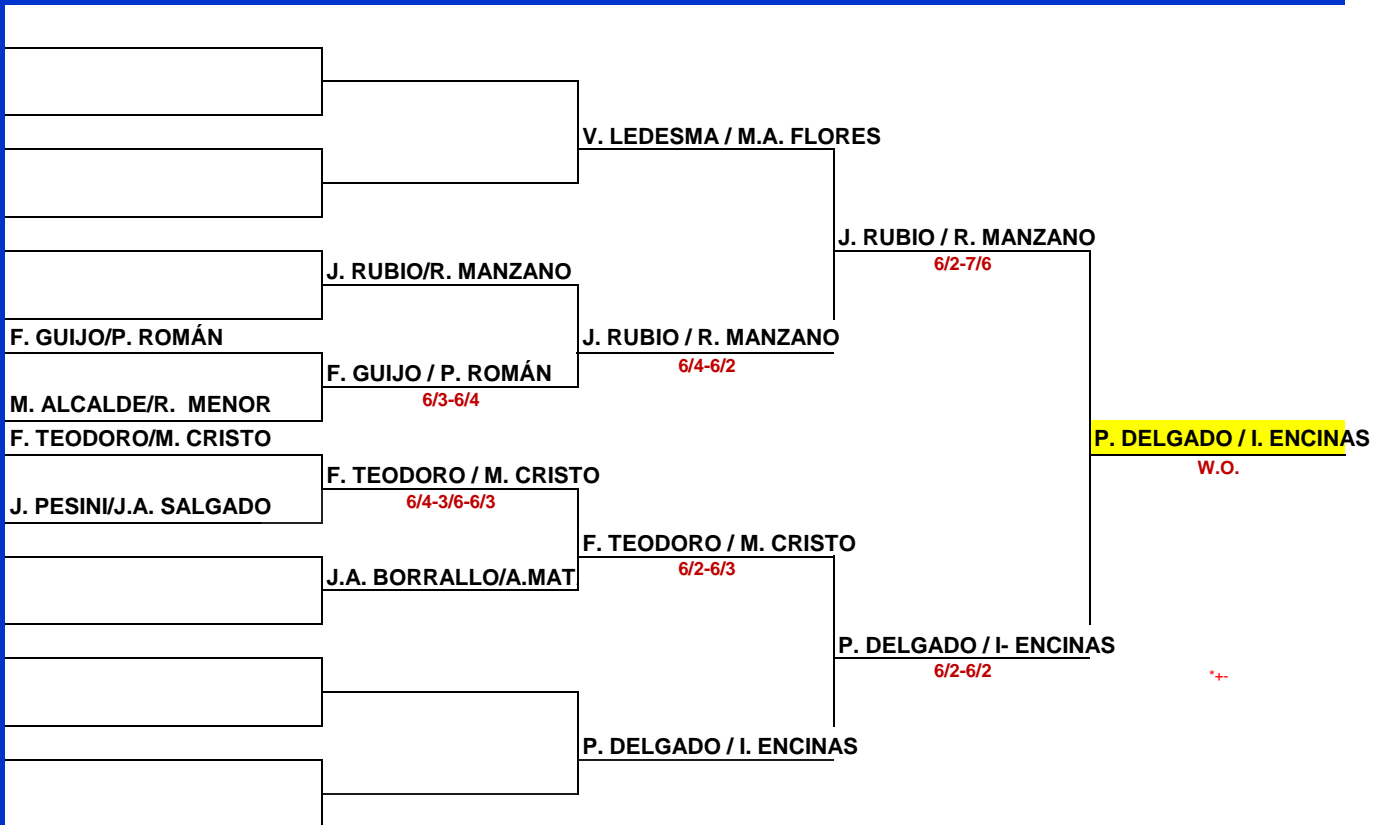 V. LEDESMA / M.A. FLORES
J. RUBIO / R. MANZANO
6/2-7/6
J. RUBIO/R. MANZANO
F. GUIJO/P. ROMÁN
J. RUBIO / R. MANZANO
6/4-6/2
F. GUIJO / P. ROMÁN
6/3-6/4
M. ALCALDE/R. MENOR
F. TEODORO/M. CRISTO
P. DELGADO / I. ENCINAS
W.O.
F. TEODORO / M. CRISTO
6/4-3/6-6/3
J. PESINI/J.A. SALGADO
F. TEODORO / M. CRISTO
6/2-6/3
J.A. BORRALLO/A.MAT
P. DELGADO / I- ENCINAS
6/2-6/2
*+-
P. DELGADO / I. ENCINAS